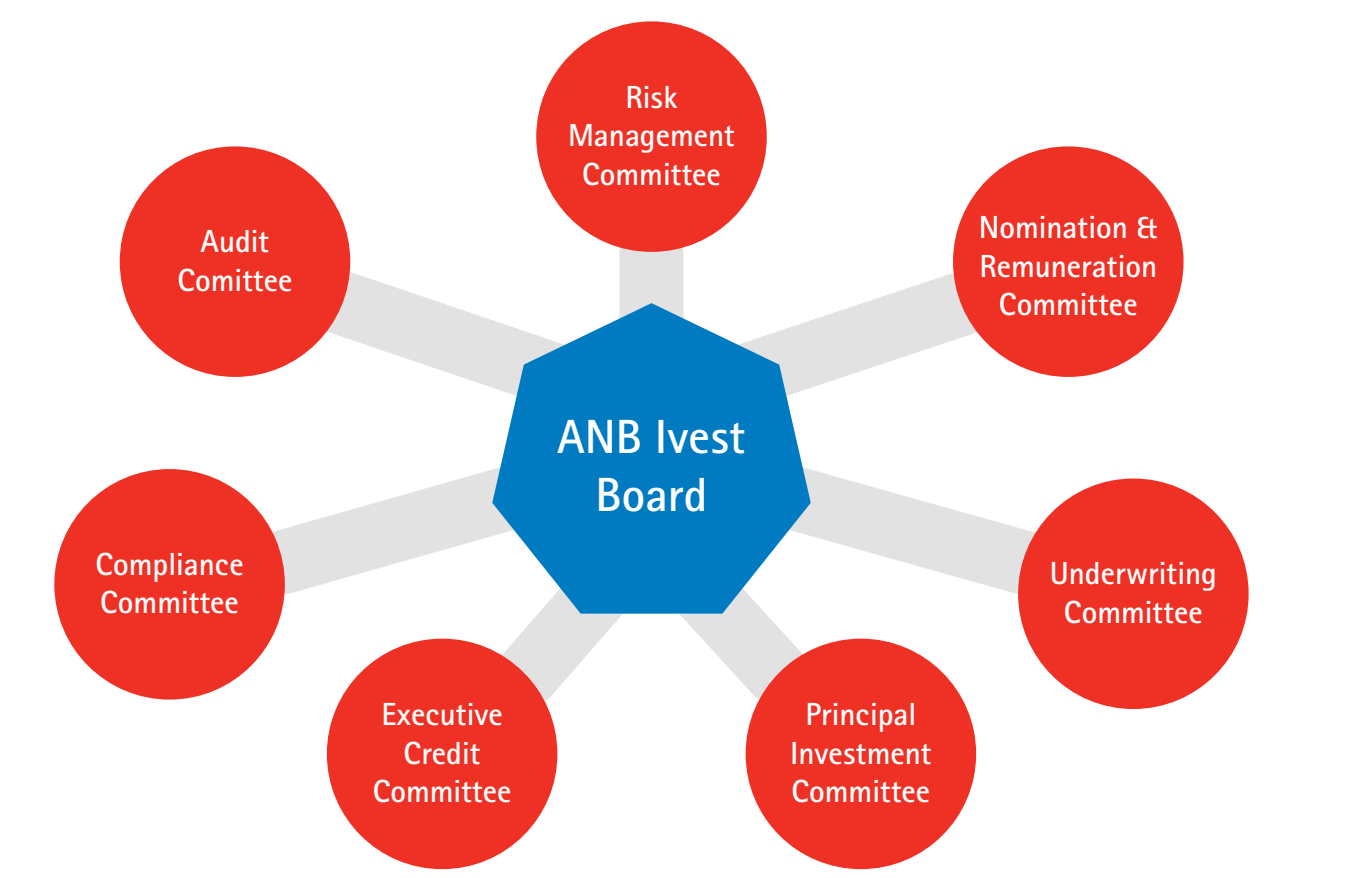 Risk
Management
Committee
Audit
Comittee
Nomination &
Remuneration
Committee
ANB Ivest
Board
Compliance
Committee
Underwriting
Committee
Executive
Credit
Committee
Principal
Investment
Committee